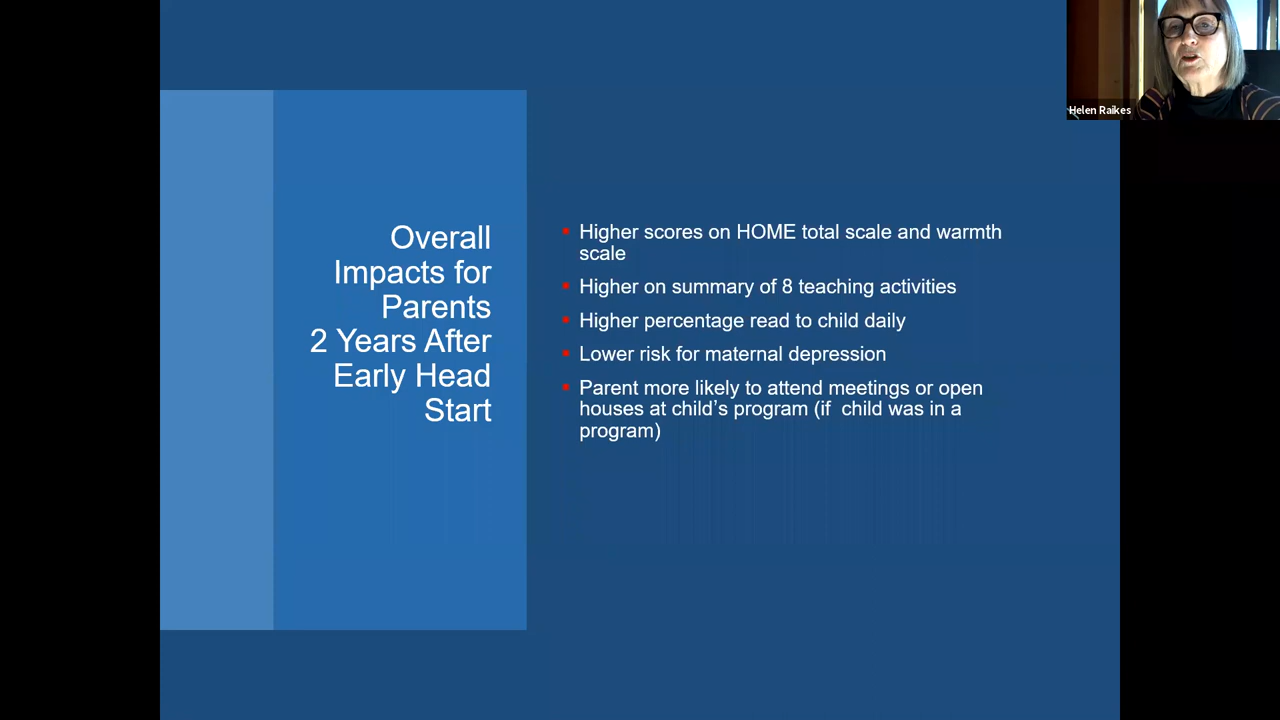 Helen Raikes
Overall
Impacts for
Parents
2 Years After
Early Head
Start
Higher scores on HOME total scale and warmth
scale
Higher on summary of 8 teaching activities
Higher percentage read to child daily
Lower risk for maternal depression
Parent more likely to attend meetings or open
houses at child’s program (if  child was in a
program)